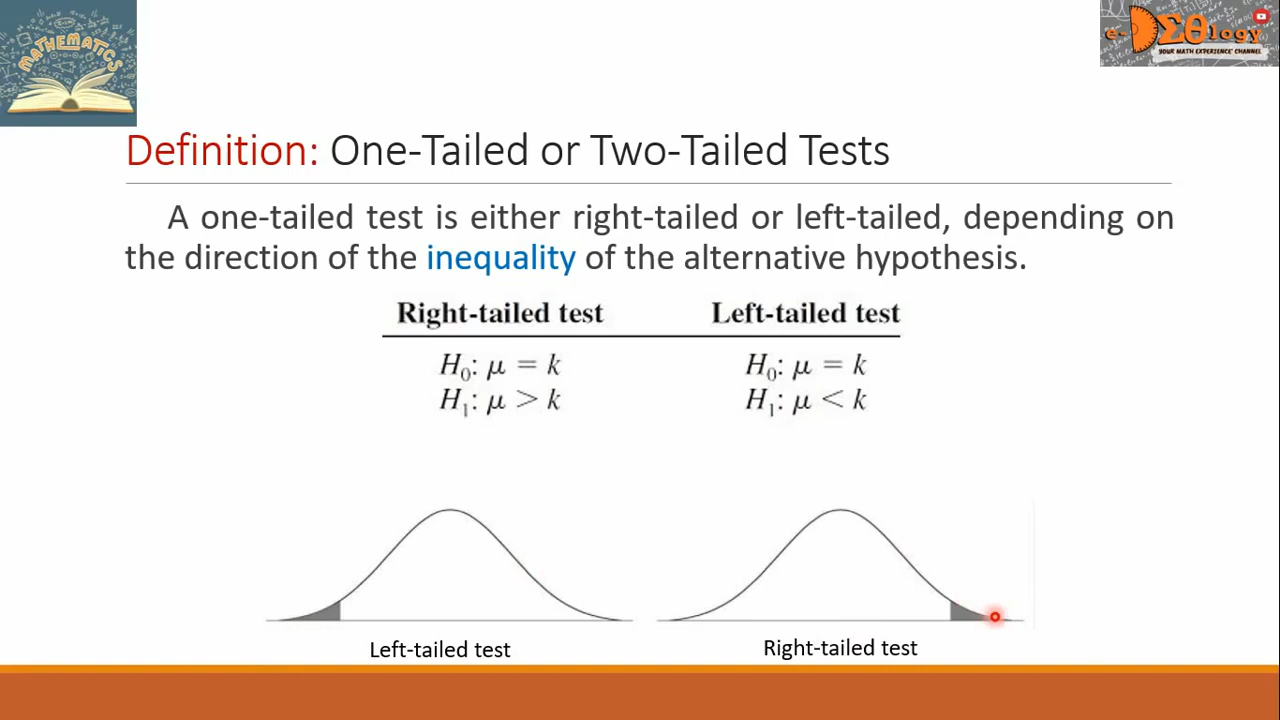 MATHEMATICS
e-DΣθlogy
YOUR MATH EXPERIENCE CHANNEL
Definition: One-Tailed or Two-Tailed Tests
A one-tailed test is either right-tailed or left-tailed, depending on
the direction of the inequality of the alternative hypothesis.
Right-tailed test Left-tailed test
H₀: μ = k H₀: μ = k
H₁: μ > k H₁: μ < k
Left-tailed test Right-tailed test